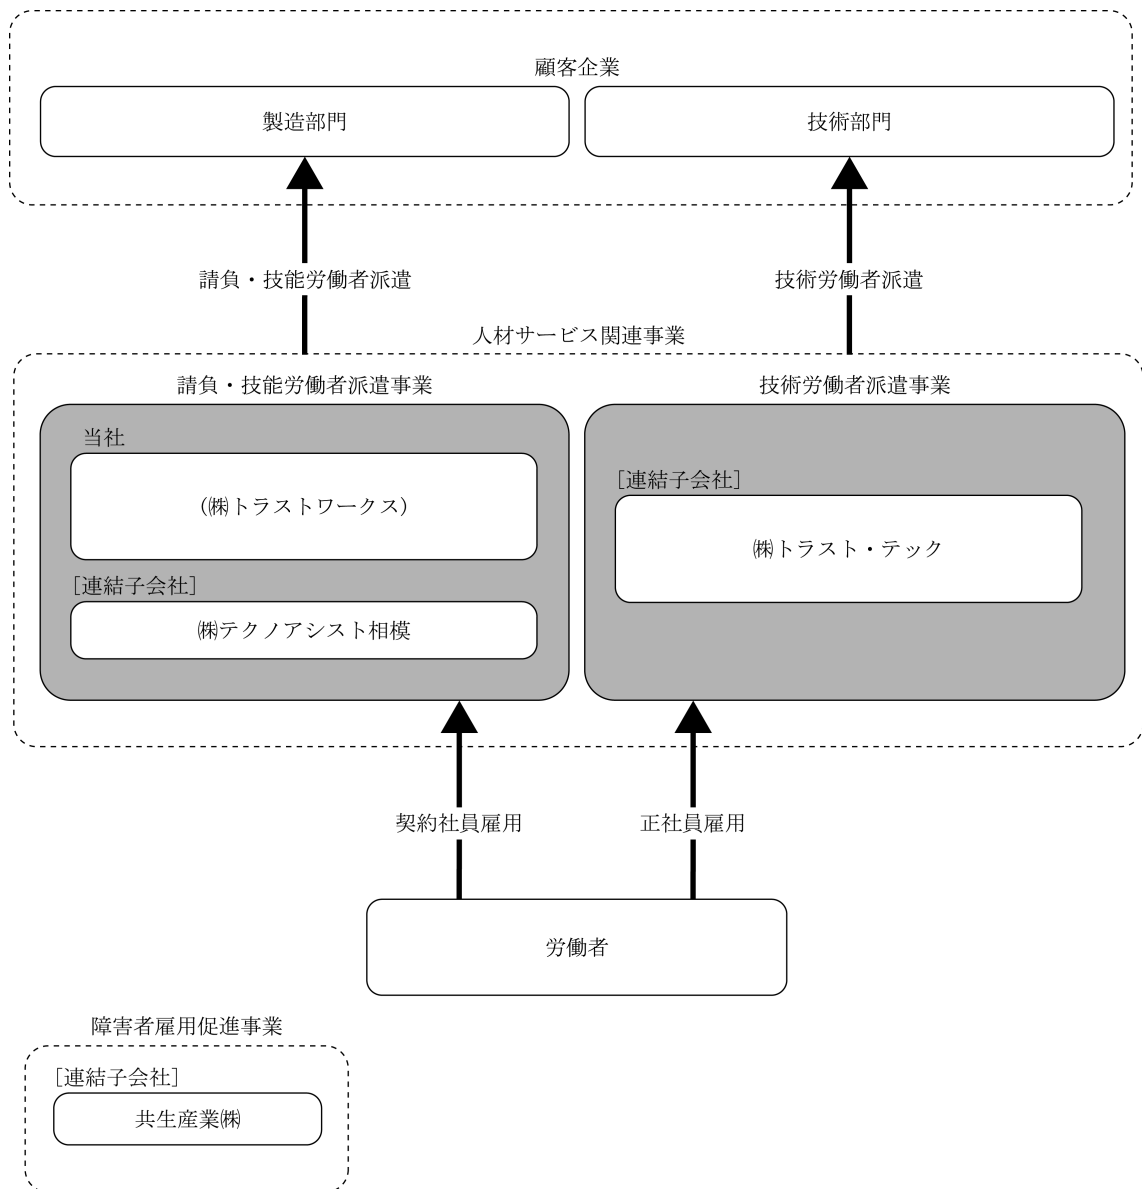 顧客企業
製造部門
技術部門
請負・技能労働者派遣
技術労働者派遣
人材サービス関連事業
請負・技能労働者派遣事業
技術労働者派遣事業
当社
(㈱トラストワークス)
[連結子会社]
㈱テクノアシスト相模
[連結子会社]
㈱トラスト・テック
契約社員雇用
正社員雇用
労働者
障害者雇用促進事業
[連結子会社]
共生産業㈱